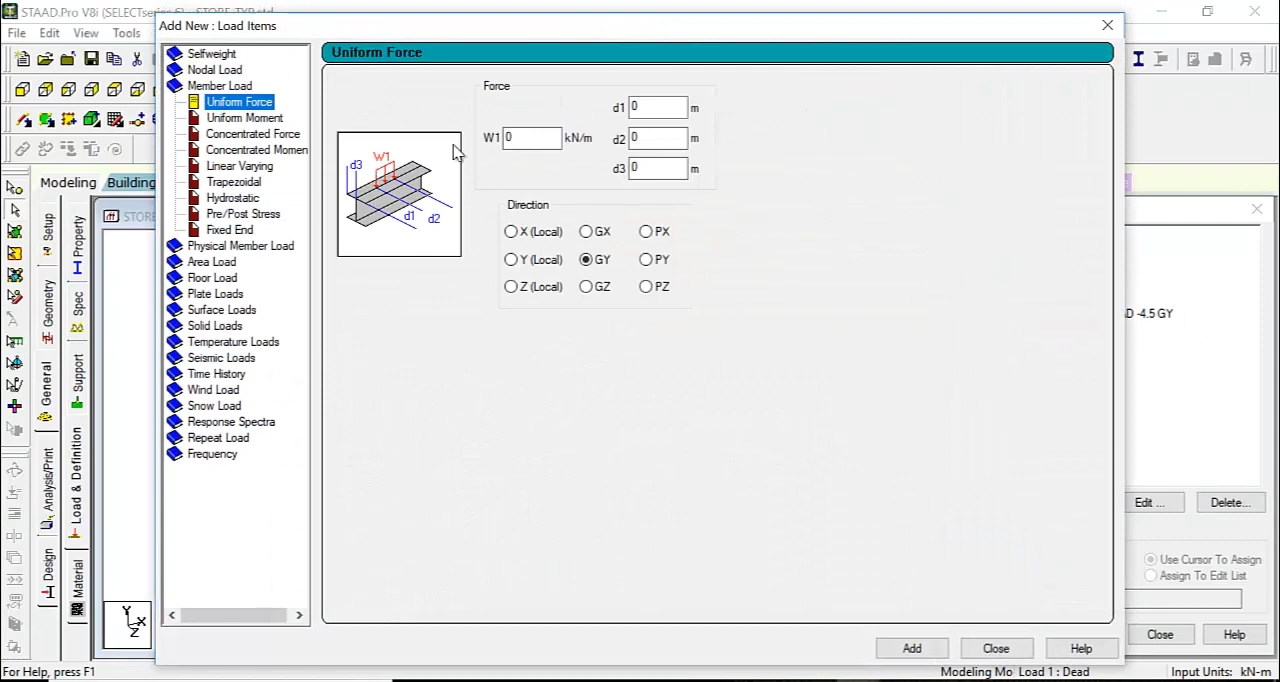 STAAD.Pro V8i (SELECTseries 6) - STORE_TYP.std
Add New : Load Items
File Edit View Tools
Selfweight
Nodal Load
Member Load
Uniform Force
Uniform Moment
Concentrated Force
Concentrated Momen
Linear Varying
Trapezoidal
Hydrostatic
Pre/Post Stress
Fixed End
Physical Member Load
Area Load
Floor Load
Plate Loads
Surface Loads
Solid Loads
Temperature Loads
Seismic Loads
Time History
Wind Load
Snow Load
Response Spectra
Repeat Load
Frequency
Uniform Force
Force
W1 0 kN/m
d1 0 m
d2 0 m
d3 0 m
W1
d3
d1
d2
Direction
X (Local) GX PX
Y (Local) GY PY
Z (Local) GZ PZ
Add Close Help
Modeling Building
STORE
Setup
Geometry
General
Analysis/Print
Design
Property
Spec
Support
Load & Definition
Material
Y
X
Z
D -4.5 GY
Edit ... Delete...
Use Cursor To Assign
Assign To Edit List
Close Help
For Help, press F1
Modeling Mo Load 1 : Dead
Input Units: kN-m